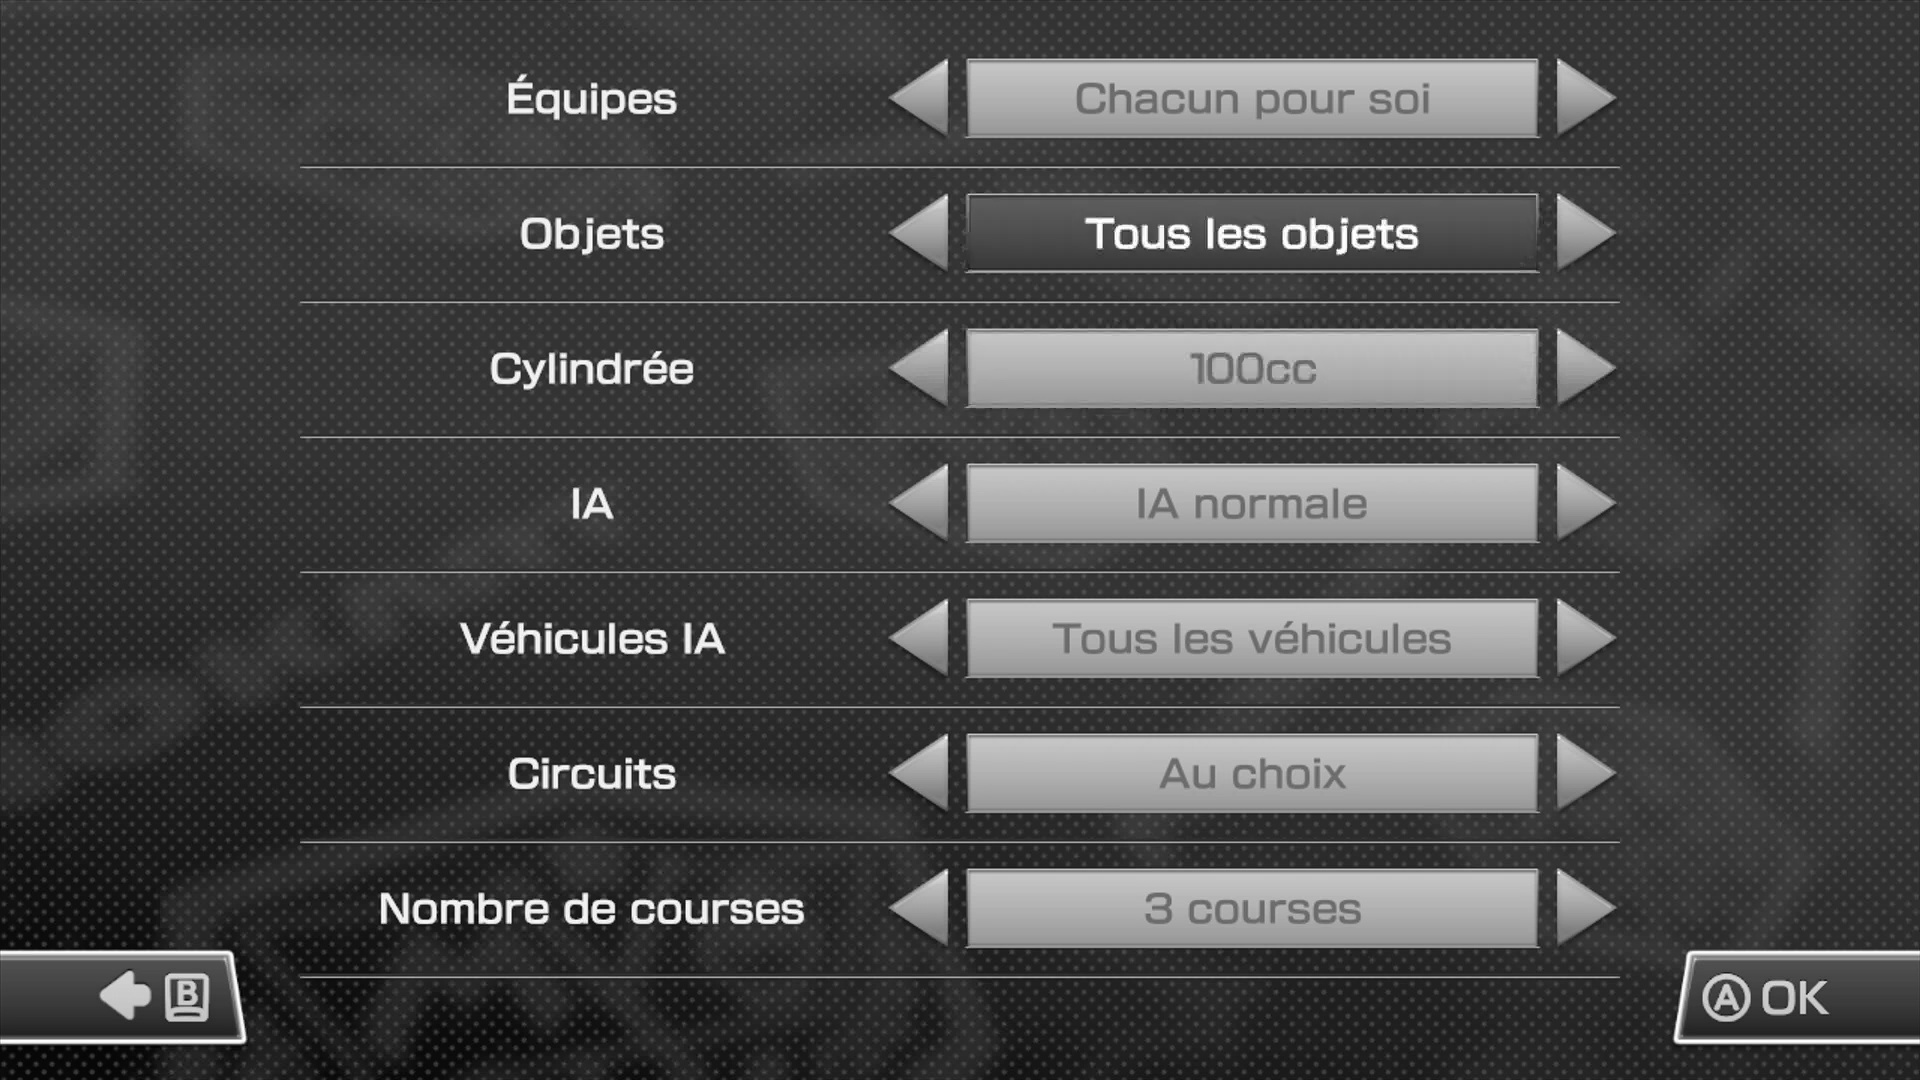 Équipes
Chacun pour soi
Objets
Tous les objets
Cylindrée
100cc
IA
IA normale
Véhicules IA
Tous les véhicules
Circuits
Au choix
Nombre de courses
3 courses
B
A OK